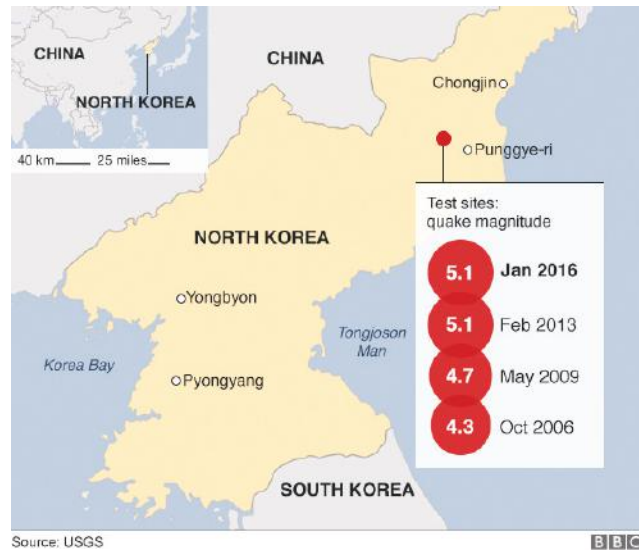 CHINA
NORTH KOREA
40 km
25 miles
CHINA
Chongjin
Punggye-ri
NORTH KOREA
Yongbyon
Korea Bay
Pyongyang
Tongjoson
Man
SOUTH KOREA
Test sites:
quake magnitude
5.1 Jan 2016
5.1 Feb 2013
4.7 May 2009
4.3 Oct 2006
Source: USGS
BBC